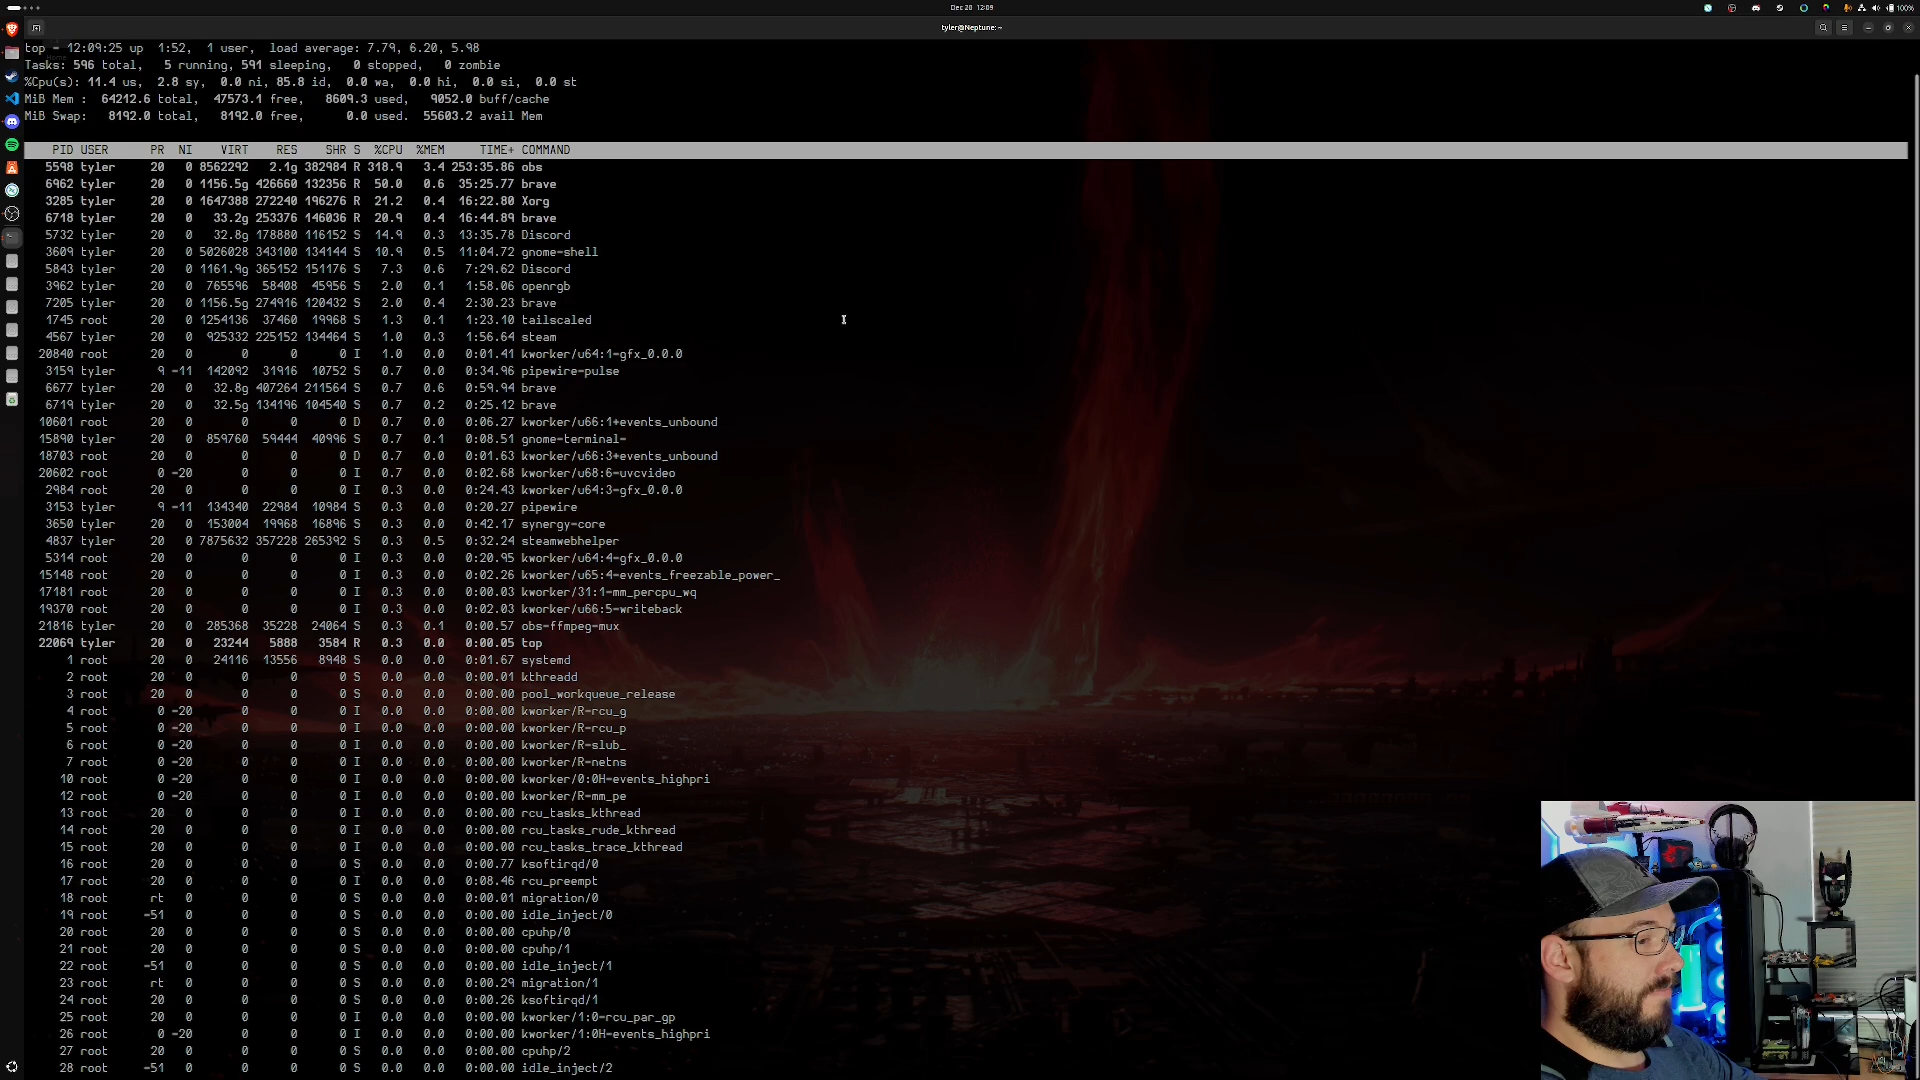 Dec 20 12:09
100%
tyler@Neptune: ~
top - 12:09:25 up 1:52, 1 user, load average: 7.79, 6.20, 5.98
Tasks: 596 total, 5 running, 591 sleeping, 0 stopped, 0 zombie
%Cpu(s): 11.4 us, 2.8 sy, 0.0 ni, 85.8 id, 0.0 wa, 0.0 hi, 0.0 si, 0.0 st
MiB Mem : 64212.6 total, 47573.1 free, 8609.3 used, 9052.0 buff/cache
MiB Swap: 8192.0 total, 8192.0 free, 0.0 used. 55603.2 avail Mem
PID USER PR NI VIRT RES SHR S %CPU %MEM TIME+ COMMAND
5598 tyler 20 0 8562292 2.1g 382984 R 318.9 3.4 253:35.86 obs
6962 tyler 20 0 1156.5g 426660 132356 R 50.0 0.6 35:25.77 brave
3285 tyler 20 0 1647388 272240 196276 R 21.2 0.4 16:22.80 Xorg
6718 tyler 20 0 33.2g 253376 146036 R 20.9 0.4 16:44.89 brave
5732 tyler 20 0 32.8g 178880 116152 S 14.9 0.3 13:35.78 Discord
3609 tyler 20 0 5026028 343100 134144 S 10.9 0.5 11:04.72 gnome-shell
5843 tyler 20 0 1161.9g 365152 151176 S 7.3 0.6 7:29.62 Discord
3962 tyler 20 0 765596 58408 45956 S 2.0 0.1 1:58.06 openrgb
7205 tyler 20 0 1156.5g 274916 120432 S 2.0 0.4 2:30.23 brave
1745 root 20 0 1254136 37460 19968 S 1.3 0.1 1:23.10 tailscaled
4567 tyler 20 0 925332 225152 134464 S 1.0 0.3 1:56.64 steam
20840 root 20 0 0 0 0 I 1.0 0.0 0:01.41 kworker/u64:1-gfx_0.0.0
3159 tyler 9 -11 142092 31916 10752 S 0.7 0.0 0:34.96 pipewire-pulse
6677 tyler 20 0 32.8g 407264 211564 S 0.7 0.6 0:59.94 brave
6719 tyler 20 0 32.5g 134196 104540 S 0.7 0.2 0:25.12 brave
10601 root 20 0 0 0 0 D 0.7 0.0 0:06.27 kworker/u66:1+events_unbound
15890 tyler 20 0 859760 59444 40996 S 0.7 0.1 0:08.51 gnome-terminal-
18703 root 20 0 0 0 0 D 0.7 0.0 0:01.63 kworker/u66:3+events_unbound
20602 root 0 -20 0 0 0 I 0.7 0.0 0:02.68 kworker/u68:6-uvcvideo
2984 root 20 0 0 0 0 I 0.3 0.0 0:24.43 kworker/u64:3-gfx_0.0.0
3153 tyler 9 -11 134340 22984 10984 S 0.3 0.0 0:20.27 pipewire
3650 tyler 20 0 153004 19968 16896 S 0.3 0.0 0:42.17 synergy-core
4837 tyler 20 0 7875632 357228 265392 S 0.3 0.5 0:32.24 steamwebhelper
5314 root 20 0 0 0 0 I 0.3 0.0 0:20.95 kworker/u64:4-gfx_0.0.0
15148 root 20 0 0 0 0 I 0.3 0.0 0:02.26 kworker/u65:4-events_freezable_power_
17181 root 20 0 0 0 0 I 0.3 0.0 0:00.03 kworker/31:1-mm_percpu_wq
19370 root 20 0 0 0 0 I 0.3 0.0 0:02.03 kworker/u66:5-writeback
21816 tyler 20 0 285368 35228 24064 S 0.3 0.1 0:00.57 obs-ffmpeg-mux
22069 tyler 20 0 23244 5888 3584 R 0.3 0.0 0:00.05 top
1 root 20 0 24116 13556 8948 S 0.0 0.0 0:01.67 systemd
2 root 20 0 0 0 0 S 0.0 0.0 0:00.01 kthreadd
3 root 20 0 0 0 0 S 0.0 0.0 0:00.00 pool_workqueue_release
4 root 0 -20 0 0 0 I 0.0 0.0 0:00.00 kworker/R-rcu_g
5 root 0 -20 0 0 0 I 0.0 0.0 0:00.00 kworker/R-rcu_p
6 root 0 -20 0 0 0 I 0.0 0.0 0:00.00 kworker/R-slub_
7 root 0 -20 0 0 0 I 0.0 0.0 0:00.00 kworker/R-netns
10 root 0 -20 0 0 0 I 0.0 0.0 0:00.00 kworker/0:0H-events_highpri
12 root 0 -20 0 0 0 I 0.0 0.0 0:00.00 kworker/R-mm_pe
13 root 20 0 0 0 0 I 0.0 0.0 0:00.00 rcu_tasks_kthread
14 root 20 0 0 0 0 I 0.0 0.0 0:00.00 rcu_tasks_rude_kthread
15 root 20 0 0 0 0 I 0.0 0.0 0:00.00 rcu_tasks_trace_kthread
16 root 20 0 0 0 0 S 0.0 0.0 0:00.77 ksoftirqd/0
17 root 20 0 0 0 0 I 0.0 0.0 0:08.46 rcu_preempt
18 root rt 0 0 0 0 S 0.0 0.0 0:00.01 migration/0
19 root -51 0 0 0 0 S 0.0 0.0 0:00.00 idle_inject/0
20 root 20 0 0 0 0 S 0.0 0.0 0:00.00 cpuhp/0
21 root 20 0 0 0 0 S 0.0 0.0 0:00.00 cpuhp/1
22 root -51 0 0 0 0 S 0.0 0.0 0:00.00 idle_inject/1
23 root rt 0 0 0 0 S 0.0 0.0 0:00.29 migration/1
24 root 20 0 0 0 0 S 0.0 0.0 0:00.26 ksoftirqd/1
25 root 20 0 0 0 0 I 0.0 0.0 0:00.00 kworker/1:0-rcu_par_gp
26 root 0 -20 0 0 0 I 0.0 0.0 0:00.00 kworker/1:0H-events_highpri
27 root 20 0 0 0 0 S 0.0 0.0 0:00.00 cpuhp/2
28 root -51 0 0 0 0 S 0.0 0.0 0:00.00 idle_inject/2